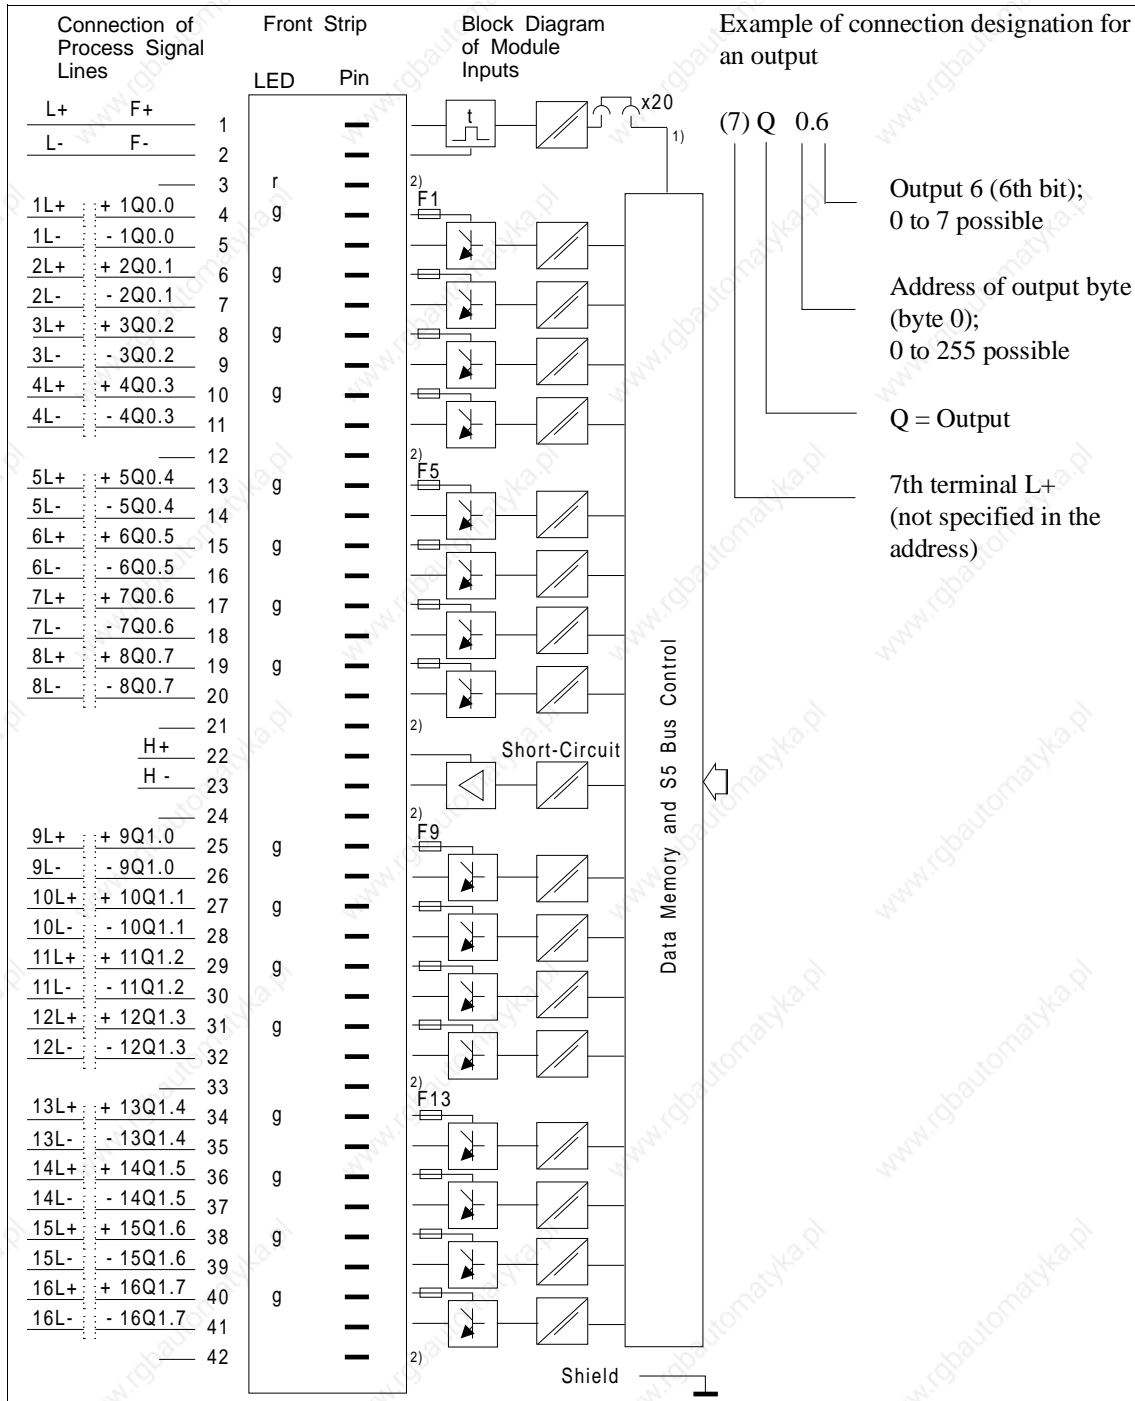 Connection of
Process Signal
Lines
Front Strip
LED
Pin
Block Diagram
of Module
Inputs
Example of connection designation for
an output
L+ F+ 1
L- F- 2
3 r
1L+ + 1Q0.0 4 g
1L- - 1Q0.0 5
2L+ + 2Q0.1 6 g
2L- - 2Q0.1 7
3L+ + 3Q0.2 8 g
3L- - 3Q0.2 9
4L+ + 4Q0.3 10 g
4L- - 4Q0.3 11
12
5L+ + 5Q0.4 13 g
5L- - 5Q0.4 14
6L+ + 6Q0.5 15 g
6L- - 6Q0.5 16
7L+ + 7Q0.6 17 g
7L- - 7Q0.6 18
8L+ + 8Q0.7 19 g
8L- - 8Q0.7 20
21
H+ 22
H - 23
24
9L+ + 9Q1.0 25 g
9L- - 9Q1.0 26
10L+ + 10Q1.1 27 g
10L- - 10Q1.1 28
11L+ + 11Q1.2 29 g
11L- - 11Q1.2 30
12L+ + 12Q1.3 31 g
12L- - 12Q1.3 32
33
13L+ + 13Q1.4 34 g
13L- - 13Q1.4 35
14L+ + 14Q1.5 36 g
14L- - 14Q1.5 37
15L+ + 15Q1.6 38 g
15L- - 15Q1.6 39
16L+ + 16Q1.7 40 g
16L- - 16Q1.7 41
42
t
x20
1)
2)
F1
2)
F5
2)
Short-Circuit
2)
F9
2)
F13
2)
Data Memory and S5 Bus Control
Shield
(7) Q 0.6
Output 6 (6th bit);
0 to 7 possible
Address of output byte
(byte 0);
0 to 255 possible
Q = Output
7th terminal L+
(not specified in the
address)
www.rgbautomatyka.pl